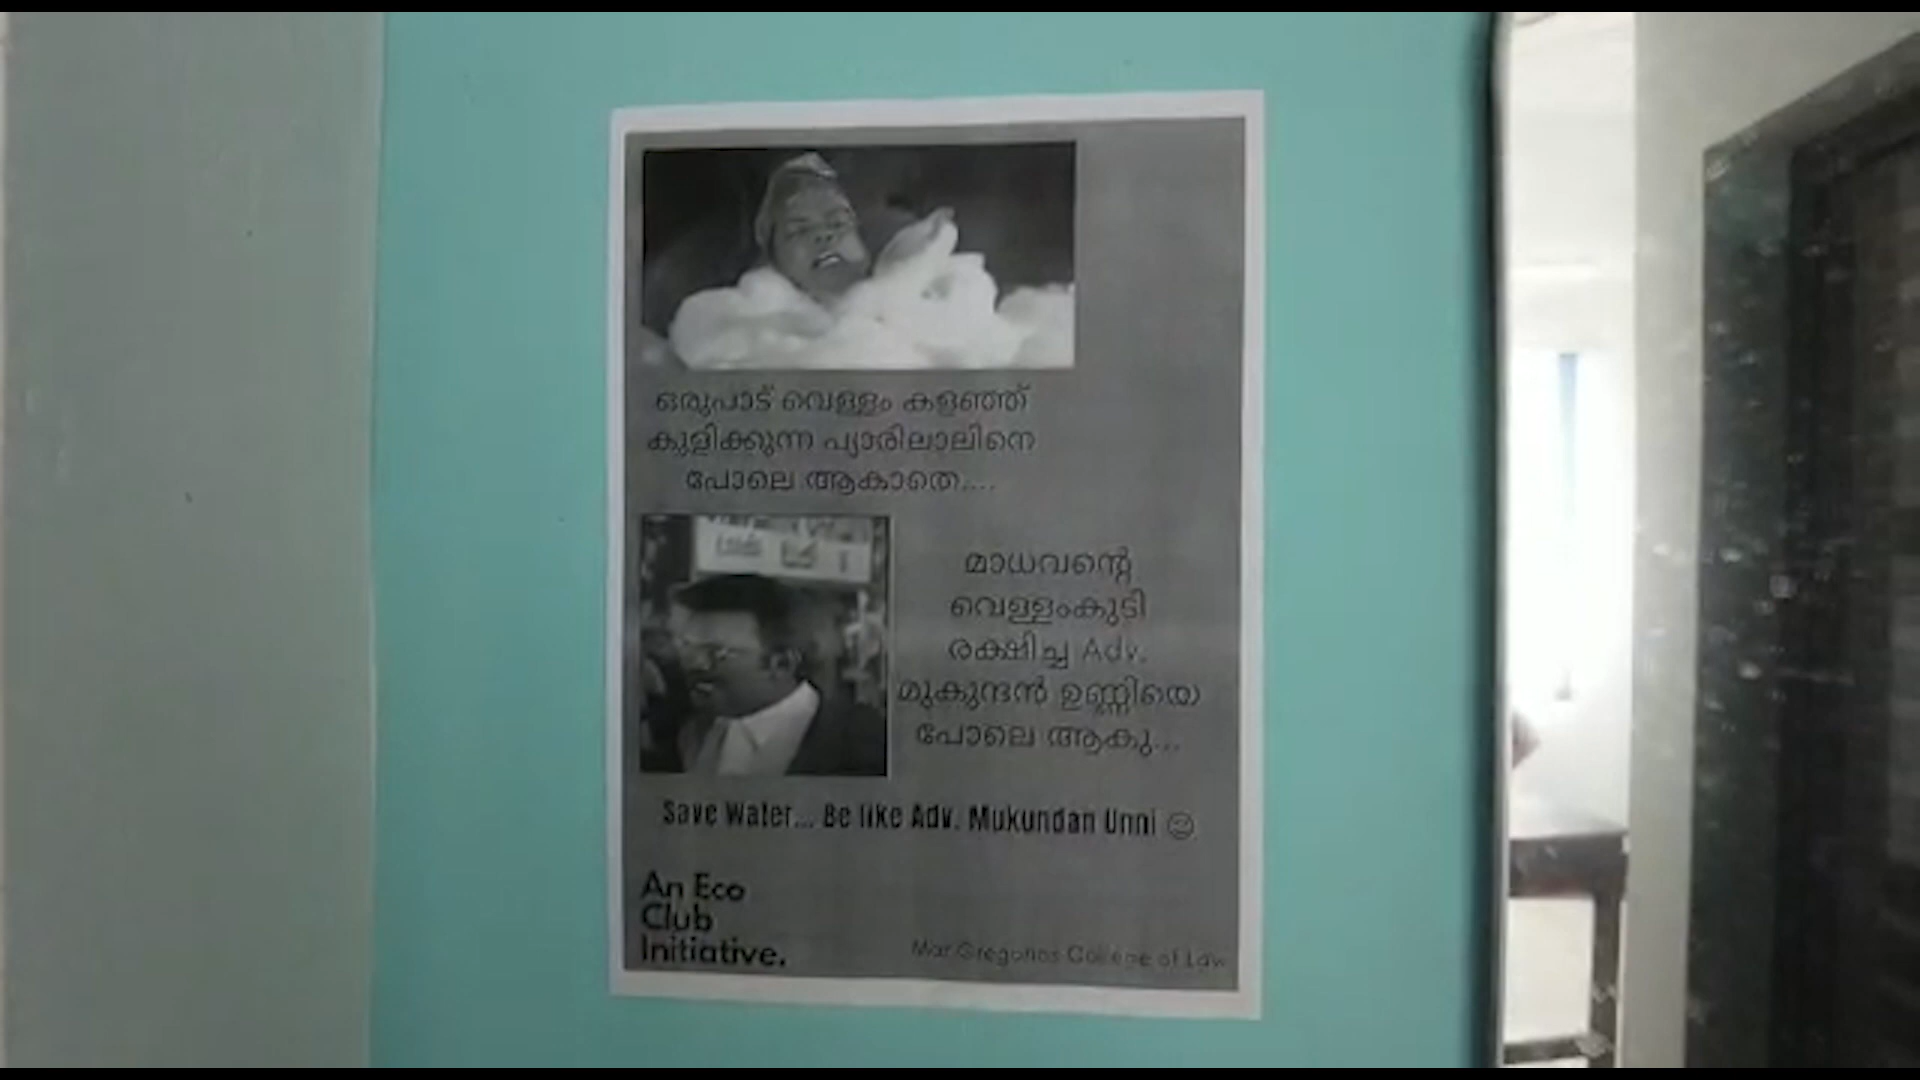 ഒരുപാട് വെള്ളം കളഞ്ഞ്
കുളിക്കുന്ന പ്യാരിലാലിനെ
പോലെ ആകാതെ....
മാധവന്റെ
വെള്ളംകുടി
രക്ഷിച്ച Adv.
മുകുന്ദൻ ഉണ്ണിയെ
പോലെ ആകു...
Save Water... Be like Adv. Mukundan Unni ☺
An Eco
Club
Initiative.
Mar Gregorios College of Law